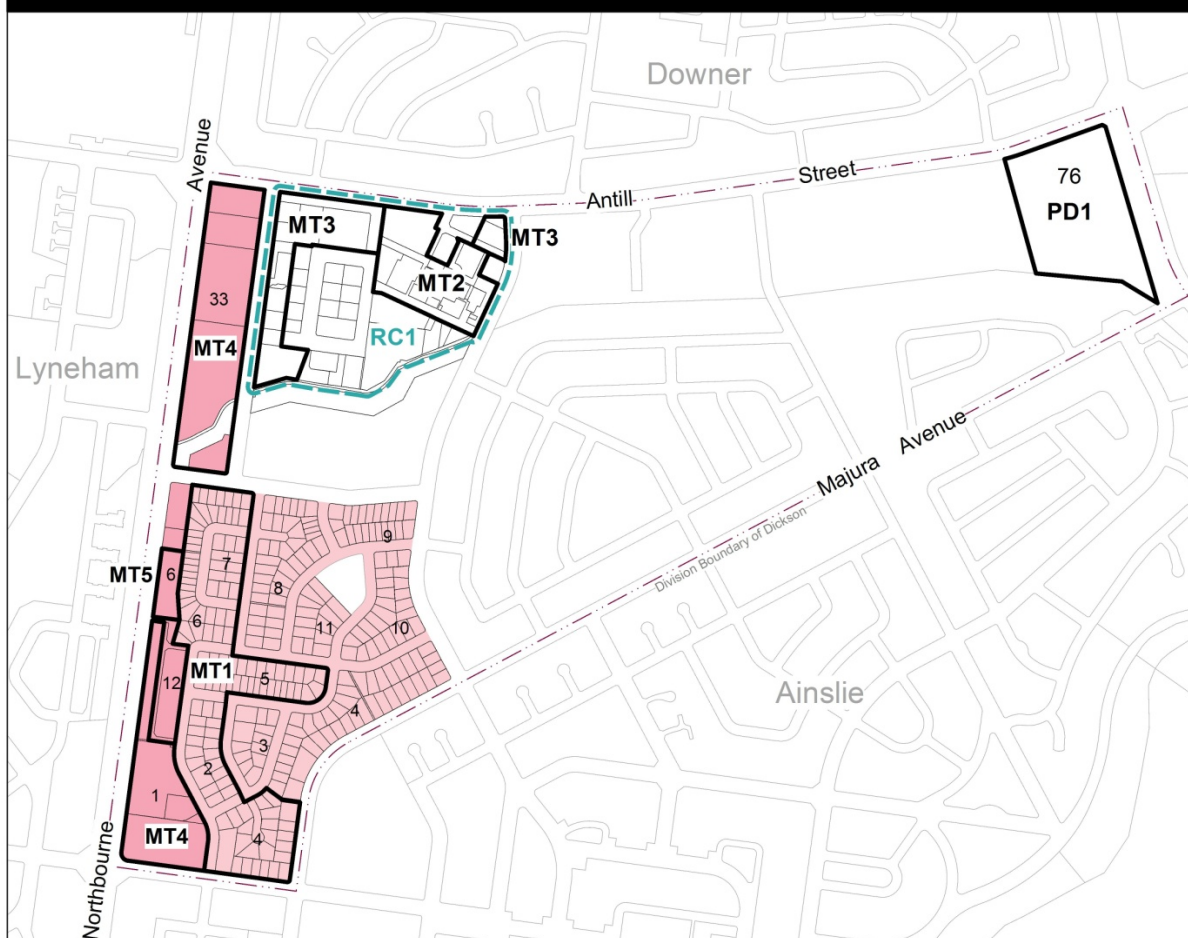 Downer
Avenue
Street
Antill
76
PD1
MT3
MT3
MT2
33
MT4
RC1
Lyneham
Majura Avenue
Division Boundary of Dickson
9
7
8
MT5
6
6
11
10
MT1
5
12
4
Ainslie
3
2
1
MT4
4
Northbourne